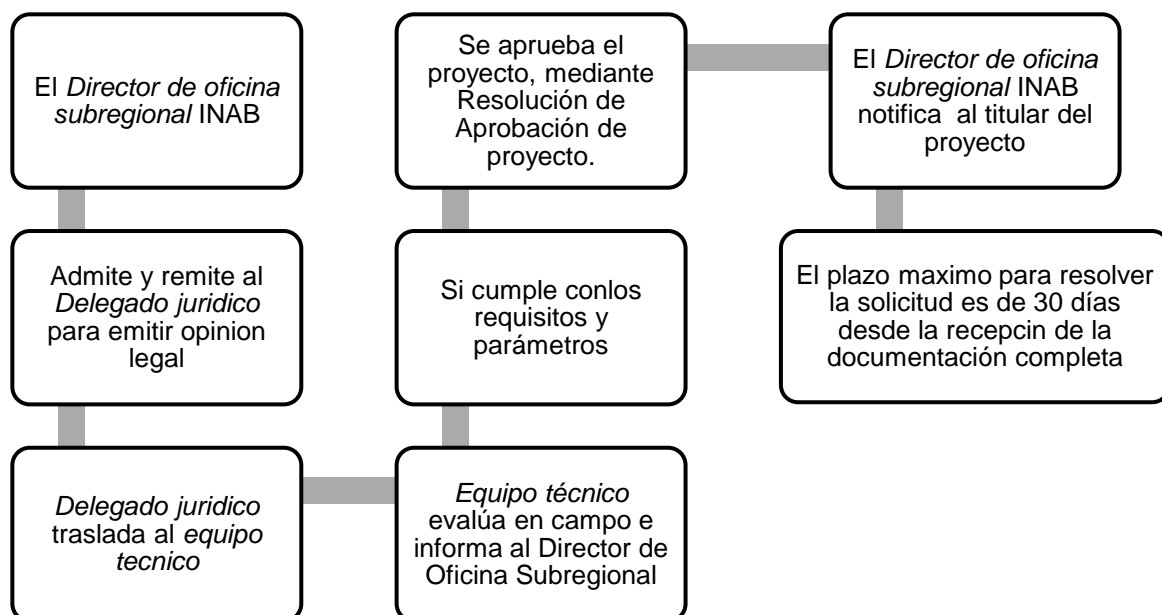 El Director de oficina
subregional INAB
Admite y remite al
Delegado juridico
para emitir opinion
legal
Delegado juridico
traslada al equipo
tecnico
Equipo técnico
evalúa en campo e
informa al Director de
Oficina Subregional
Si cumple conlos
requisitos y
parámetros
Se aprueba el
proyecto, mediante
Resolución de
Aprobación de
proyecto.
El Director de oficina
subregional INAB
notifica al titular del
proyecto
El plazo maximo para resolver
la solicitud es de 30 días
desde la recepcin de la
documentación completa